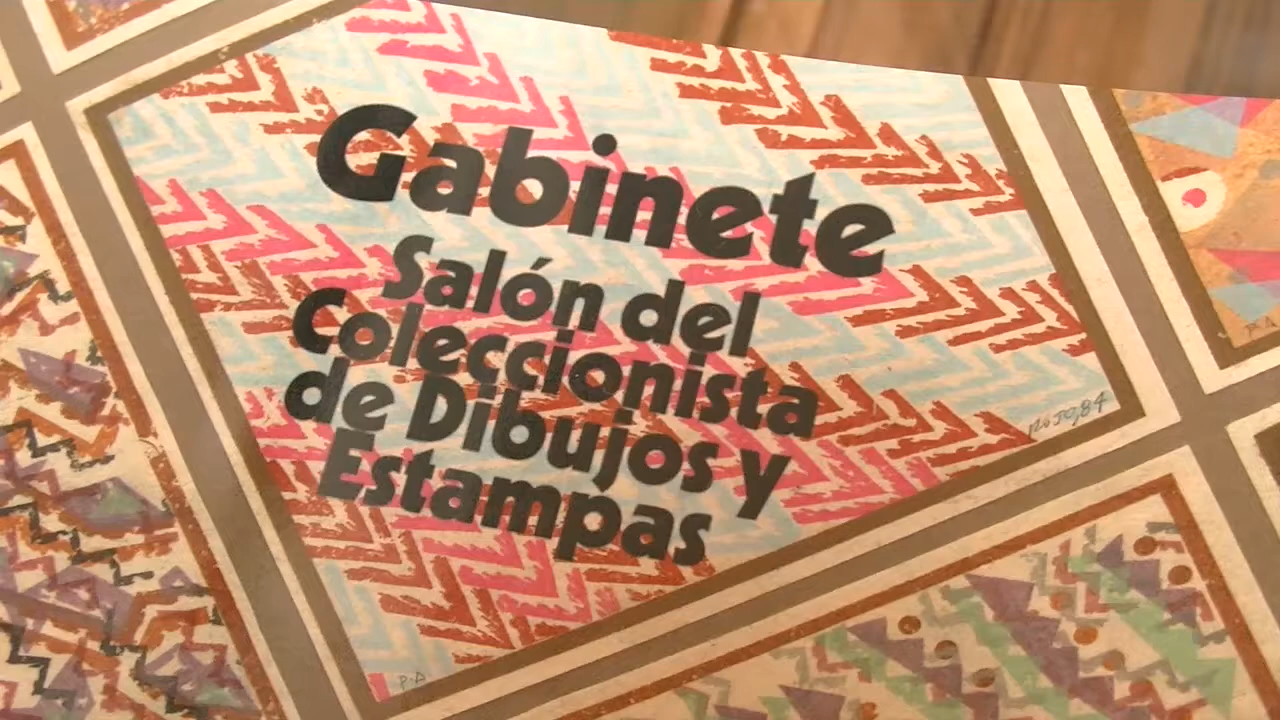 Gabinete
Salón del
Coleccionista
de Dibujos y
Estampas
P.A